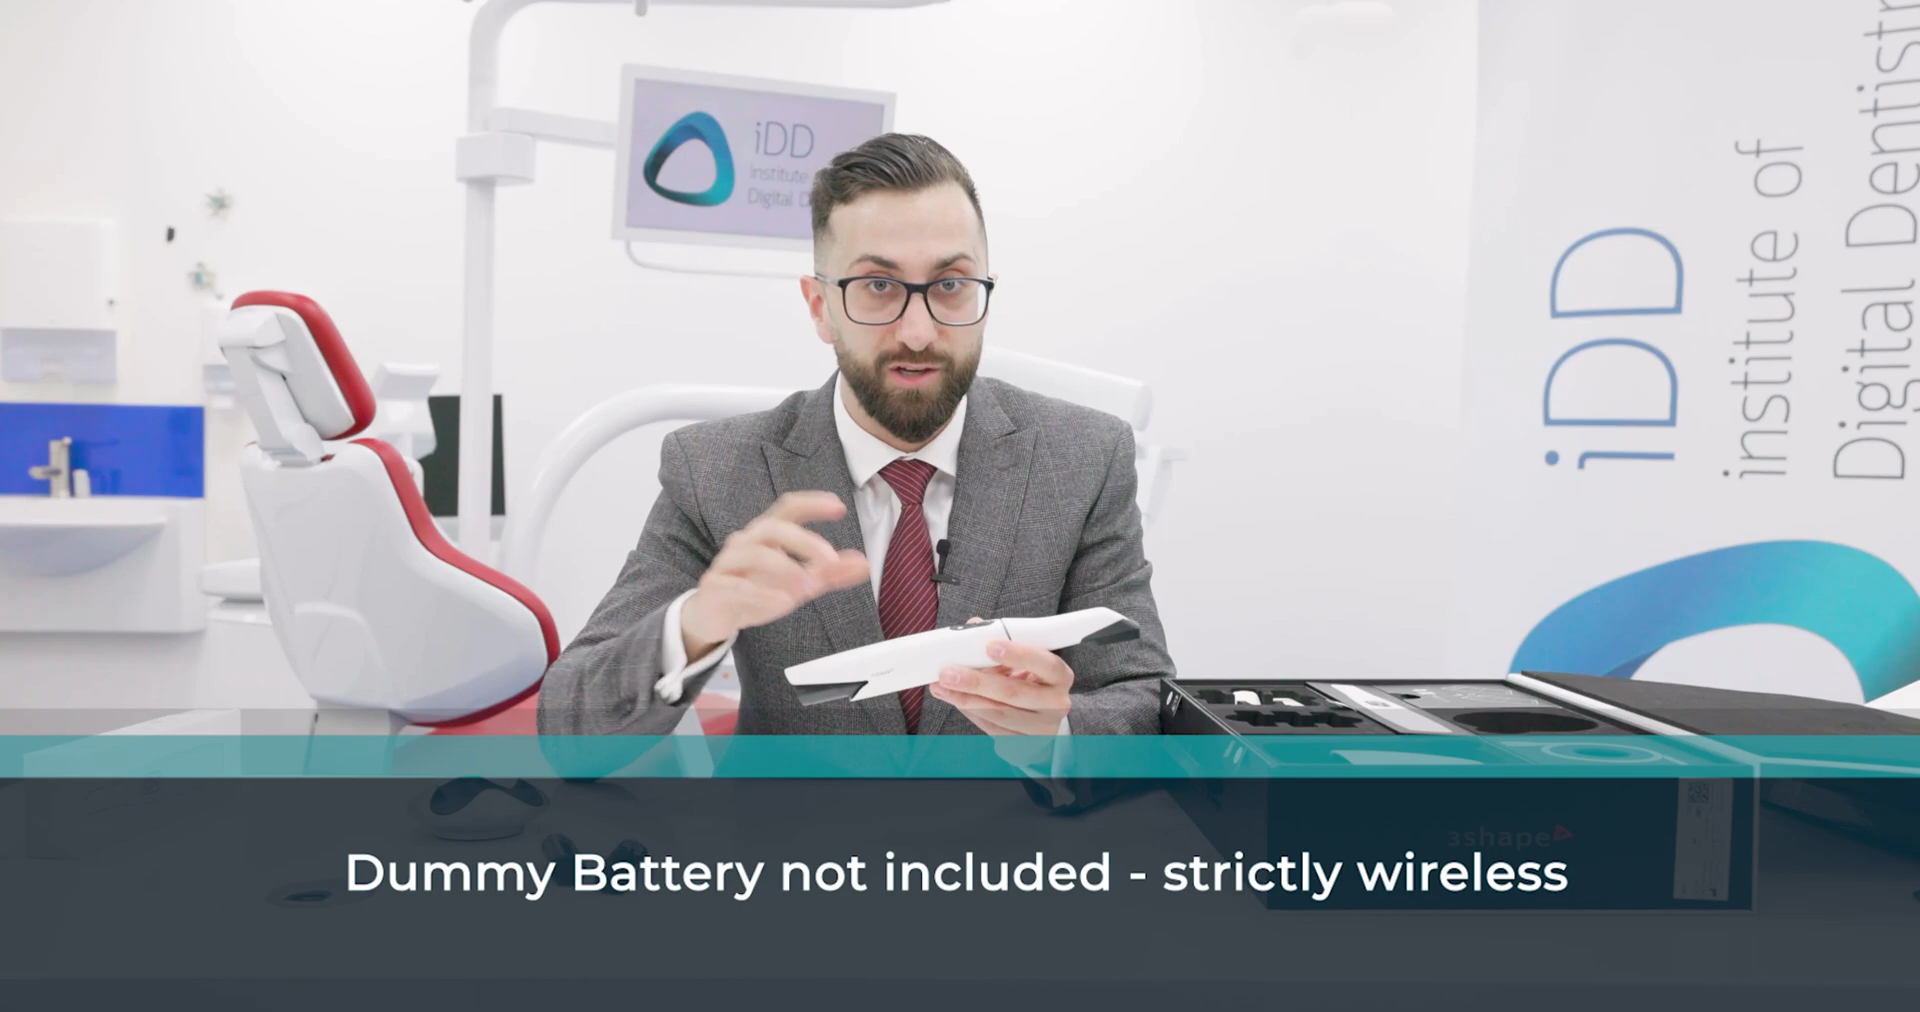 iDD
institute
Digital D
iDD
institute of
Digital Dentistr
3shape
Dummy Battery not included - strictly wireless